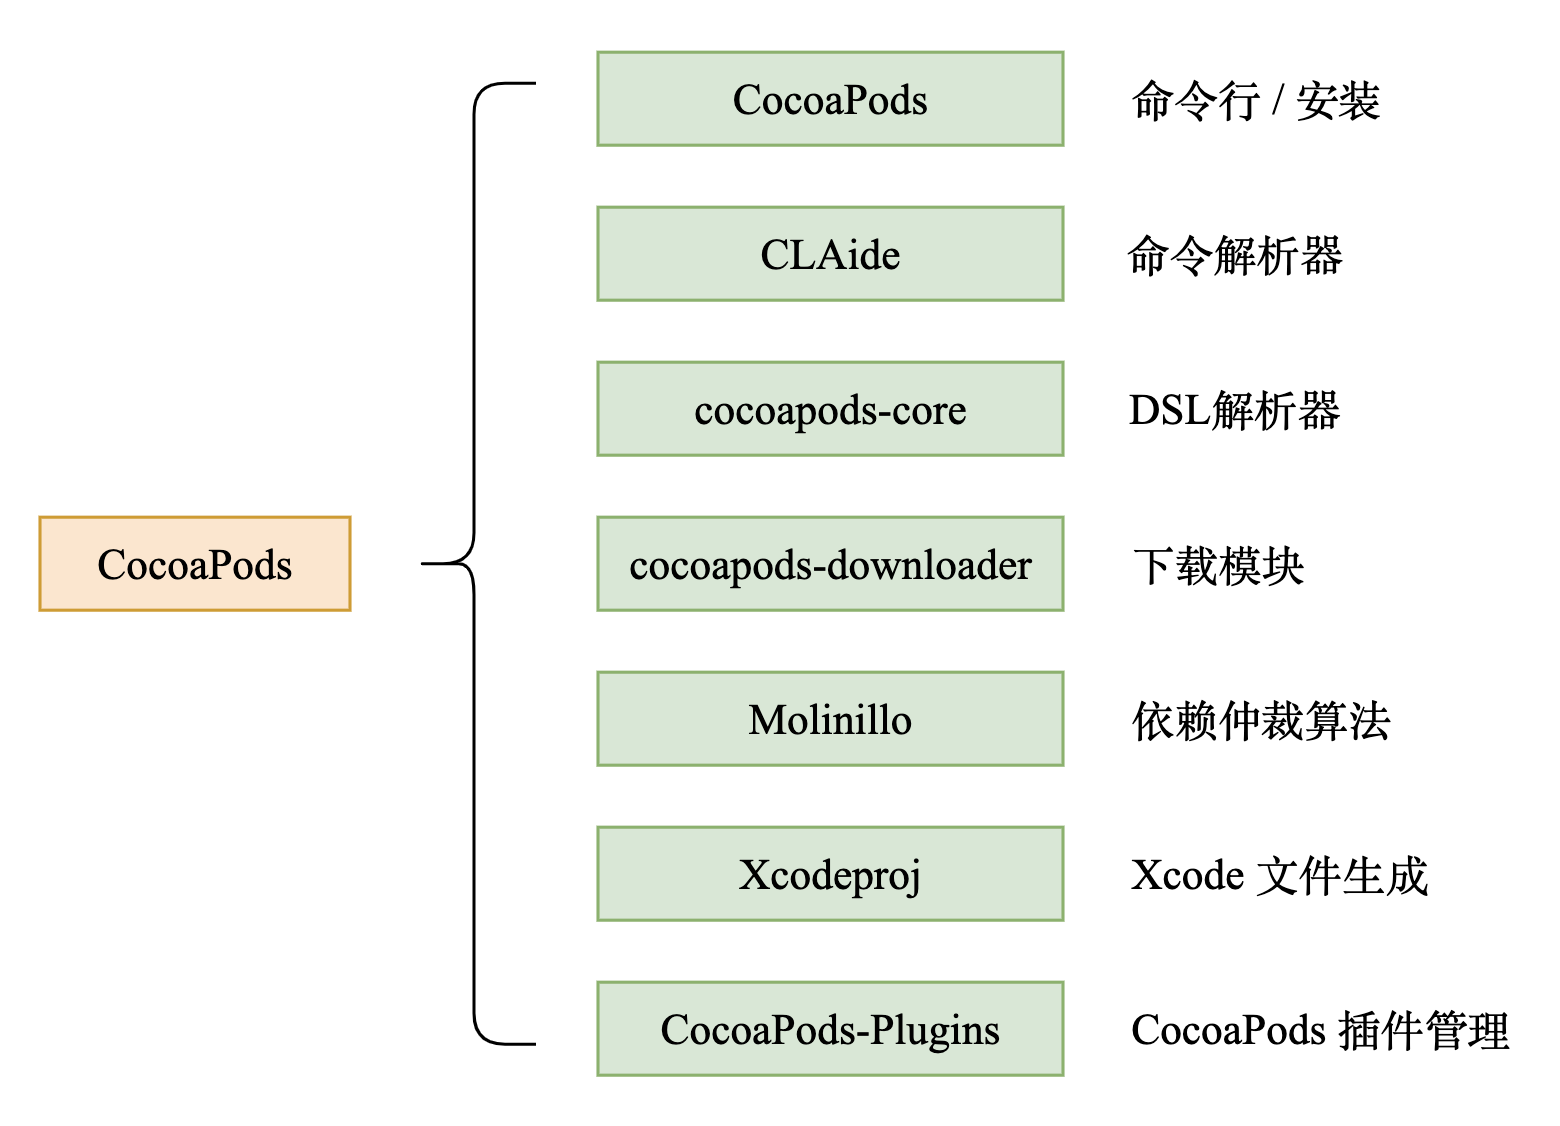 CocoaPods
CocoaPods 命令行 / 安装
CLAide 命令解析器
cocoapods-core DSL解析器
cocoapods-downloader 下载模块
Molinillo 依赖仲裁算法
Xcodeproj Xcode 文件生成
CocoaPods-Plugins CocoaPods 插件管理